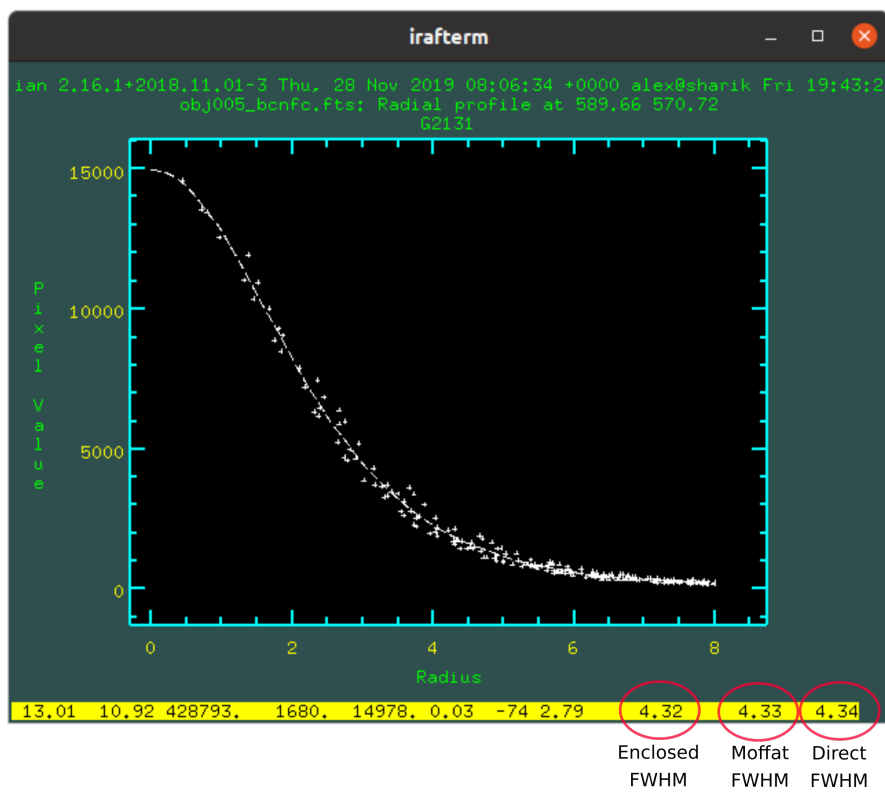 irafterm
ian 2.16.1+2018.11.01-3 Thu, 28 Nov 2019 08:06:34 +0000 alex@sharik Fri 19:43:2
obj005_bcnfc.fts: Radial profile at 589.66 570.72
G2131
15000
10000
5000
0
Pixel Value
0 2 4 6 8
Radius
13.01 10.92 428793. 1680. 14978. 0.03 -74 2.79 4.32 4.33 4.34
Enclosed Moffat Direct
FWHM FWHM FWHM